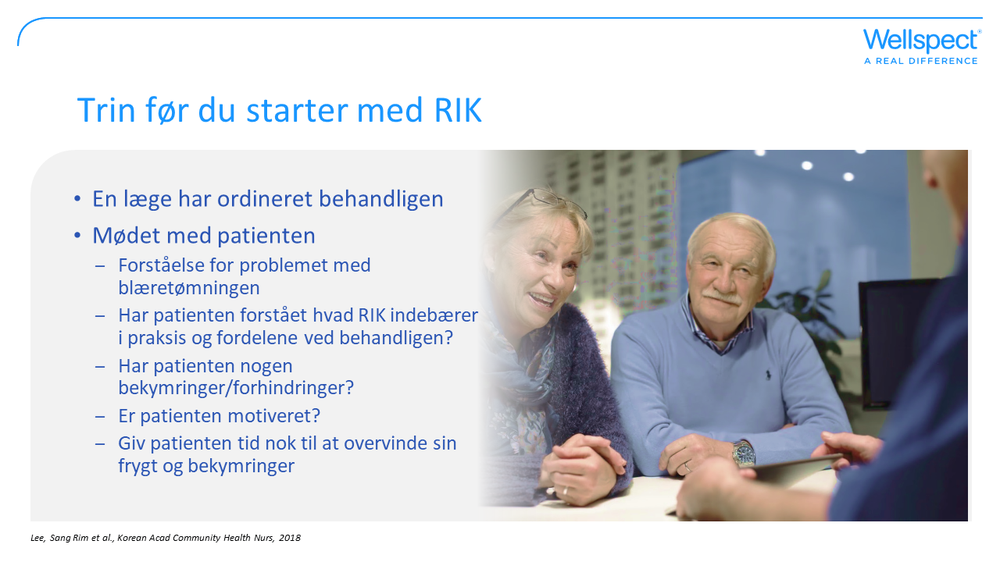 Wellspect®
A REAL DIFFERENCE
Trin før du starter med RIK
• En læge har ordineret behandligen
• Mødet med patienten
– Forståelse for problemet med
blæretømningen
– Har patienten forstået hvad RIK indebærer
i praksis og fordelene ved behandligen?
– Har patienten nogen
bekymringer/forhindringer?
– Er patienten motiveret?
– Giv patienten tid nok til at overvinde sin
frygt og bekymringer
Lee, Sang Rim et al., Korean Acad Community Health Nurs, 2018